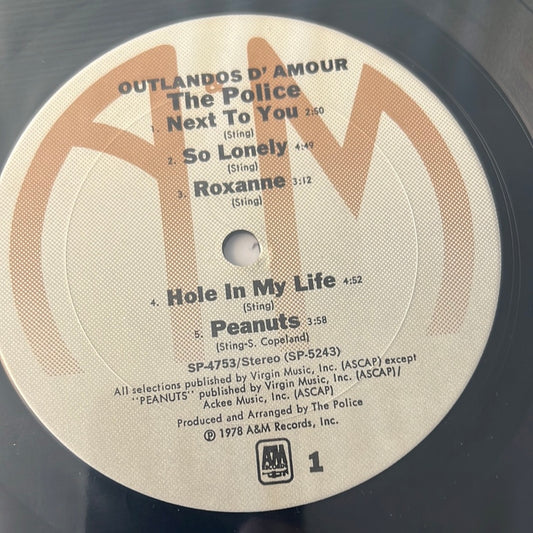 OUTLANDOS D' AMOUR
The Police
1. Next To You 2:50
(Sting)
2. So Lonely 4:49
(Sting)
3. Roxanne 3:12
(Sting)
4. Hole In My Life 4:52
(Sting)
5. Peanuts 3:58
(Sting-S. Copeland)
SP-4753/Stereo (SP-5243)
All selections published by Virgin Music, Inc. (ASCAP) except
"PEANUTS" published by Virgin Music, Inc. (ASCAP)/
Ackee Music, Inc. (ASCAP)
Produced and Arranged by The Police
℗ 1978 A&M Records, Inc.
A&M
RECORDS
1